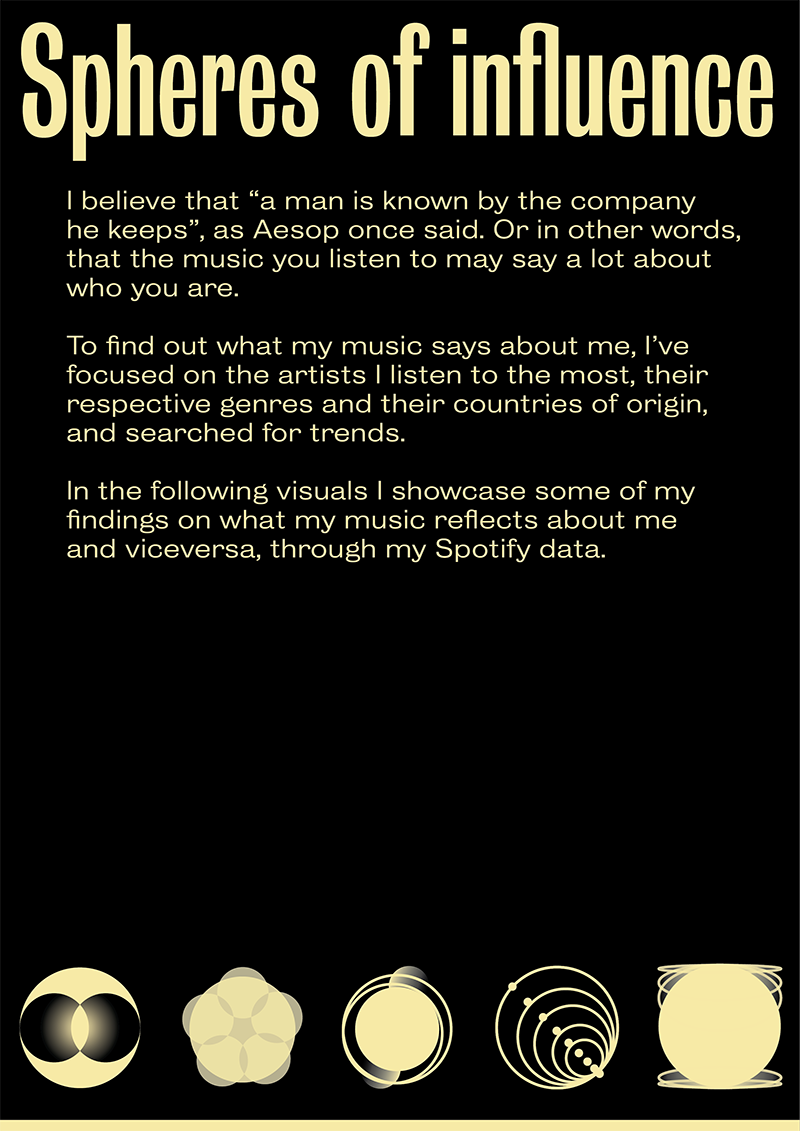 Spheres of influence
I believe that “a man is known by the company
he keeps”, as Aesop once said. Or in other words,
that the music you listen to may say a lot about
who you are.
To find out what my music says about me, I’ve
focused on the artists I listen to the most, their
respective genres and their countries of origin,
and searched for trends.
In the following visuals I showcase some of my
findings on what my music reflects about me
and viceversa, through my Spotify data.